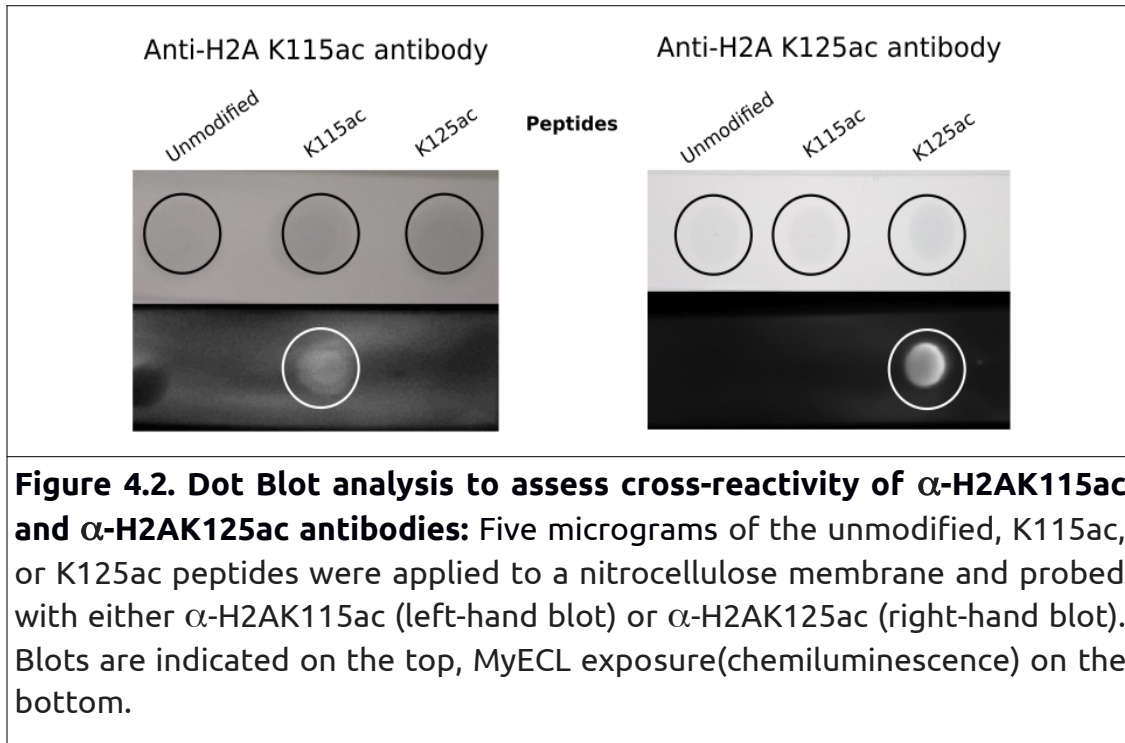 Anti-H2A K115ac antibody
Anti-H2A K125ac antibody
Unmodified
K115ac
K125ac
Peptides
Unmodified
K115ac
K125ac
Figure 4.2. Dot Blot analysis to assess cross-reactivity of α-H2AK115ac
and α-H2AK125ac antibodies: Five micrograms of the unmodified, K115ac,
or K125ac peptides were applied to a nitrocellulose membrane and probed
with either α-H2AK115ac (left-hand blot) or α-H2AK125ac (right-hand blot).
Blots are indicated on the top, MyECL exposure(chemiluminescence) on the
bottom.